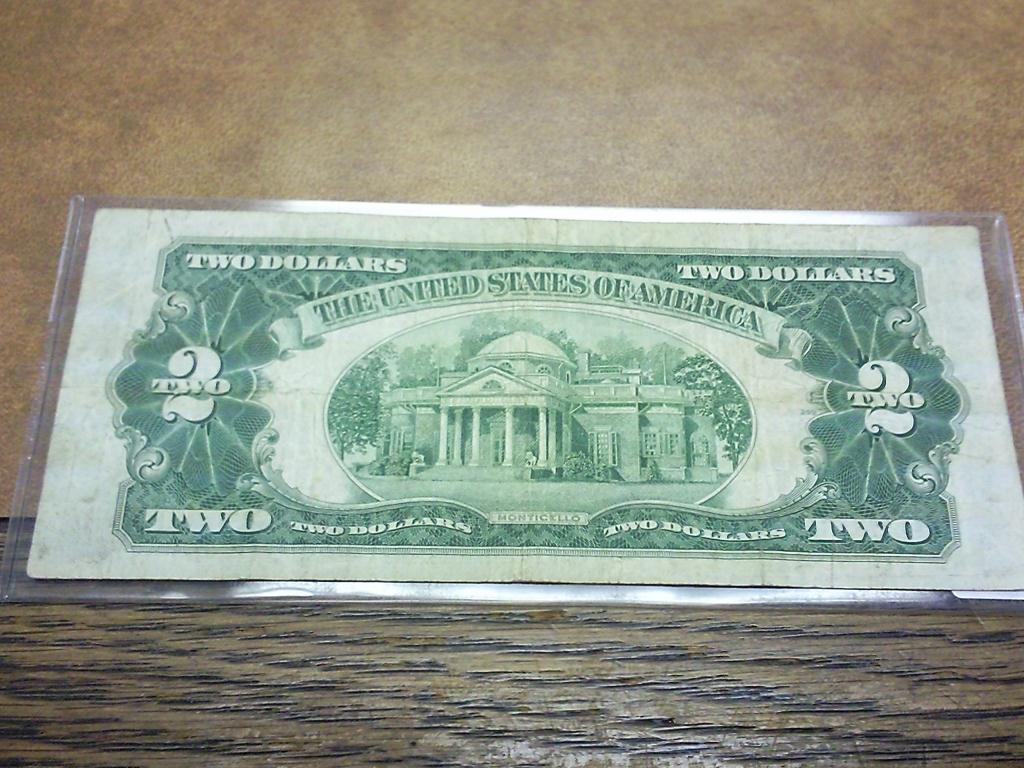 TWO DOLLARS
TWO DOLLARS
THE UNITED STATES OF AMERICA
2
TWO
2
TWO
TWO
TWO DOLLARS
MONTICELLO
TWO DOLLARS
TWO